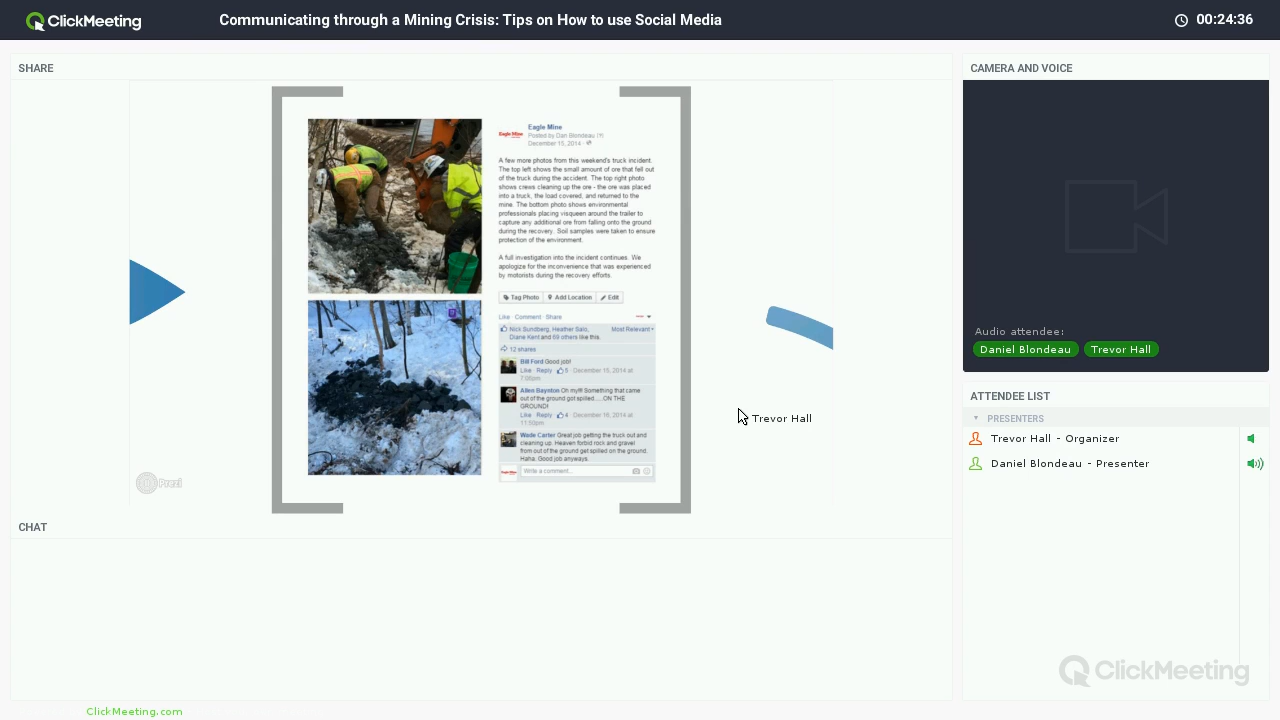 ClickMeeting
Communicating through a Mining Crisis: Tips on How to use Social Media
00:24:36
SHARE
Eagle Mine
Eagle Mine
Posted by Dan Blondeau [?]
December 15, 2014 ·
A few more photos from this weekend's truck incident.
The top left shows the small amount of ore that fell out
of the truck during the accident. The top right photo
shows crews cleaning up the ore - the ore was placed
into a truck, the load covered, and returned to the
mine. The bottom photo shows environmental
professionals placing visqueen around the trailer to
capture any additional ore from falling onto the ground
during the recovery. Soil samples were taken to ensure
protection of the environment.
A full investigation into the incident continues. We
apologize for the inconvenience that was experienced
by motorists during the recovery efforts.
Tag Photo Add Location Edit
Like · Comment · Share
Nick Sundberg, Heather Salo, Most Relevant
Diane Kent and 69 others like this.
12 shares
Bill Ford Good job!
Like · Reply · 5 · December 15, 2014 at
7:06pm
Allen Baynton Oh my!!! Something that came
out of the ground got spilled.....ON THE
GROUND!
Like · Reply · 4 · December 16, 2014 at
11:50pm
Wade Carter Great job getting the truck out and
cleaning up. Heaven forbid rock and gravel
from out of the ground get spilled on the ground.
Haha. Good job anyways.
Write a comment...
Trevor Hall
Prezi
CHAT
CAMERA AND VOICE
Audio attendee:
Daniel Blondeau Trevor Hall
ATTENDEE LIST
PRESENTERS
Trevor Hall - Organizer
Daniel Blondeau - Presenter
ClickMeeting
ClickMeeting.com